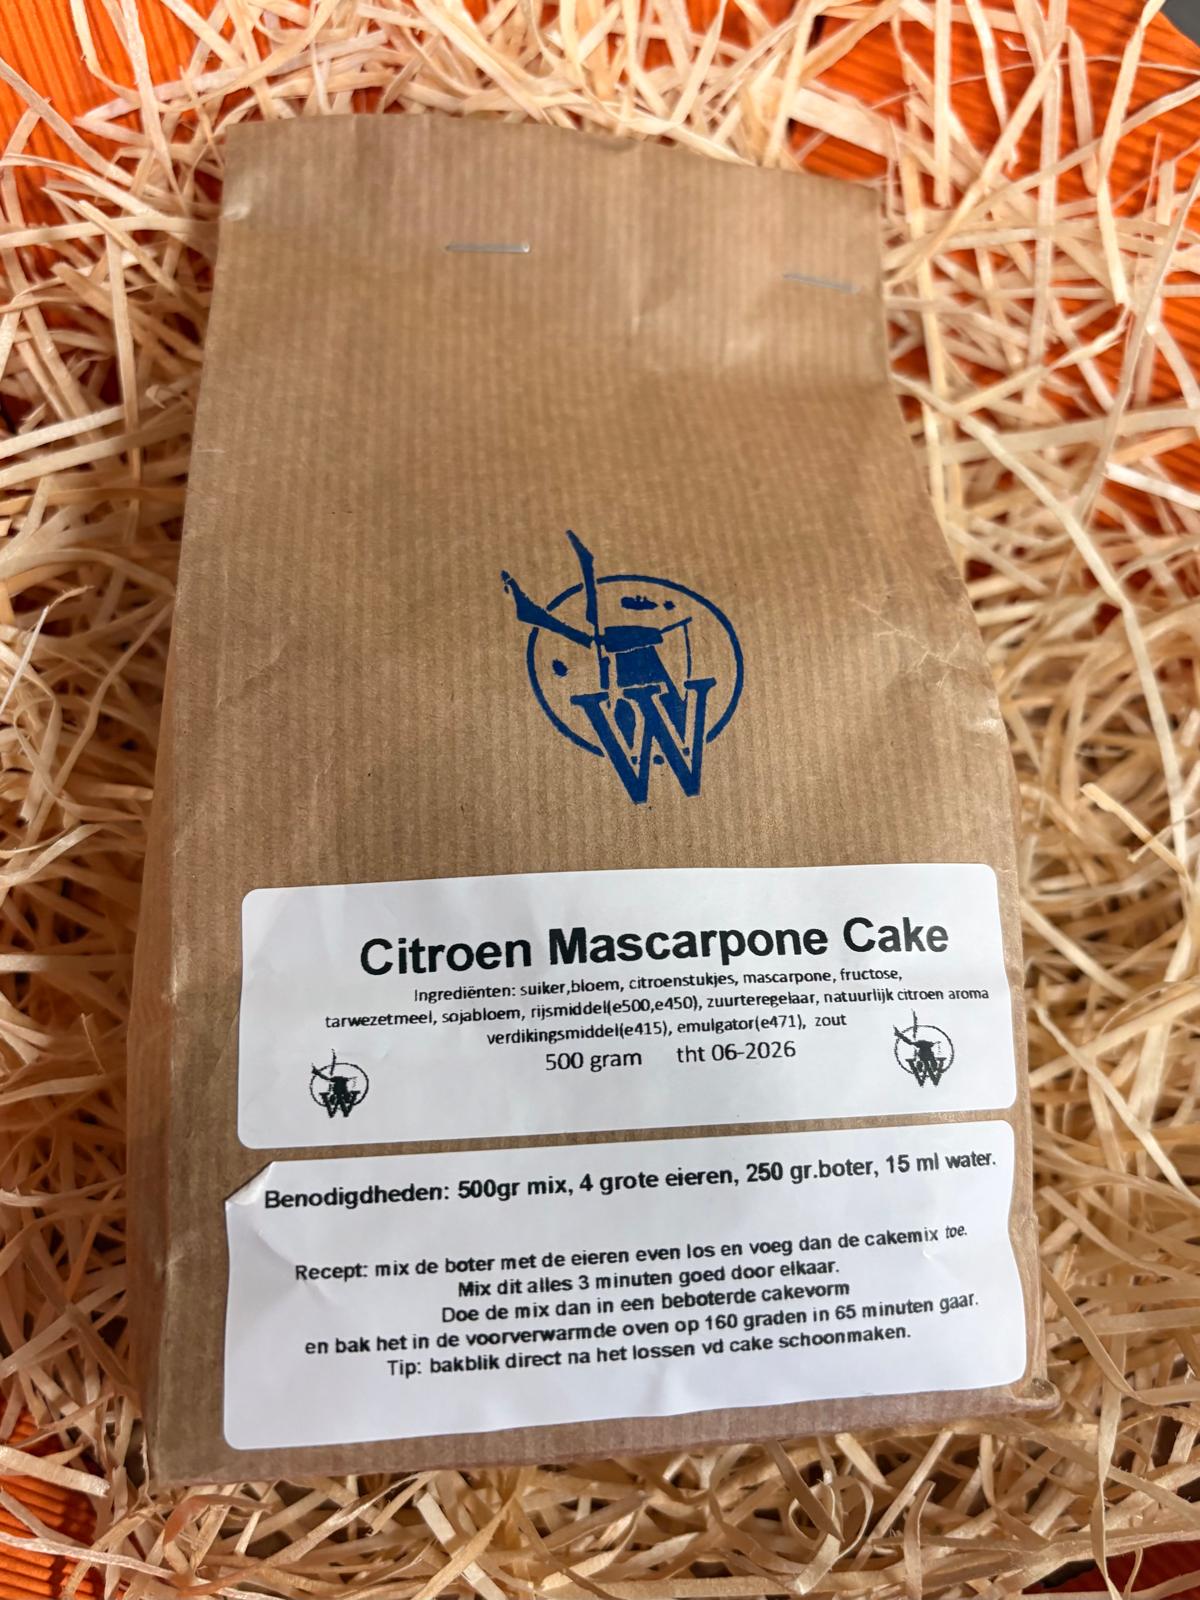 W
Citroen Mascarpone Cake
Ingrediënten: suiker,bloem, citroenstukjes, mascarpone, fructose,
tarwezetmeel, sojabloem, rijsmiddel(e500,e450), zuurteregelaar, natuurlijk citroen aroma
verdikingsmiddel(e415), emulgator(e471), zout
500 gram tht 06-2026
W
W
Benodigdheden: 500gr mix, 4 grote eieren, 250 gr.boter, 15 ml water.
Recept: mix de boter met de eieren even los en voeg dan de cakemix toe.
Mix dit alles 3 minuten goed door elkaar.
Doe de mix dan in een beboterde cakevorm
en bak het in de voorverwarmde oven op 160 graden in 65 minuten gaar.
Tip: bakblik direct na het lossen vd cake schoonmaken.